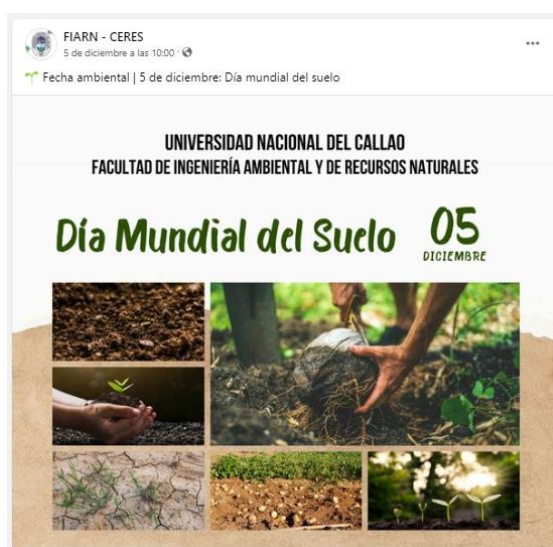 FIARN - CERES
5 de diciembre a las 10:00 ·
Fecha ambiental | 5 de diciembre: Día mundial del suelo
UNIVERSIDAD NACIONAL DEL CALLAO
FACULTAD DE INGENIERÍA AMBIENTAL Y DE RECURSOS NATURALES
Día Mundial del Suelo
05
DICIEMBRE